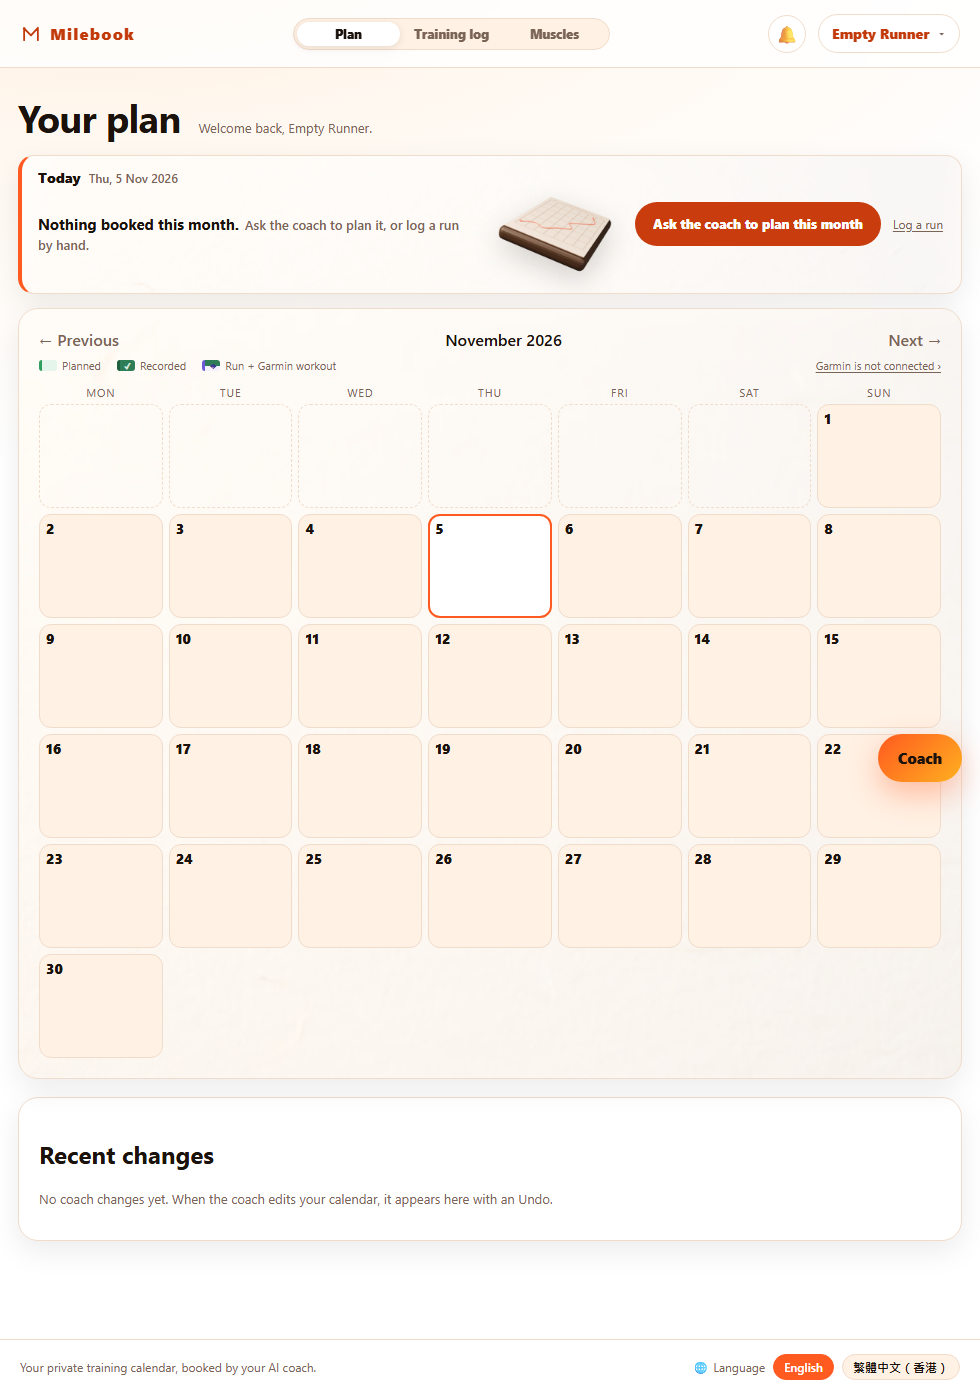 Milebook
Plan
Training log
Muscles
Empty Runner
Your plan
Welcome back, Empty Runner.
Today Thu, 5 Nov 2026
Nothing booked this month. Ask the coach to plan it, or log a run
by hand.
Ask the coach to plan this month
Log a run
← Previous
November 2026
Next →
Planned
Recorded
Run + Garmin workout
Garmin is not connected ›
MON TUE WED THU FRI SAT SUN
1
2 3 4 5 6 7 8
9 10 11 12 13 14 15
16 17 18 19 20 21 22
Coach
23 24 25 26 27 28 29
30
Recent changes
No coach changes yet. When the coach edits your calendar, it appears here with an Undo.
Your private training calendar, booked by your AI coach.
Language
English
繁體中文（香港）